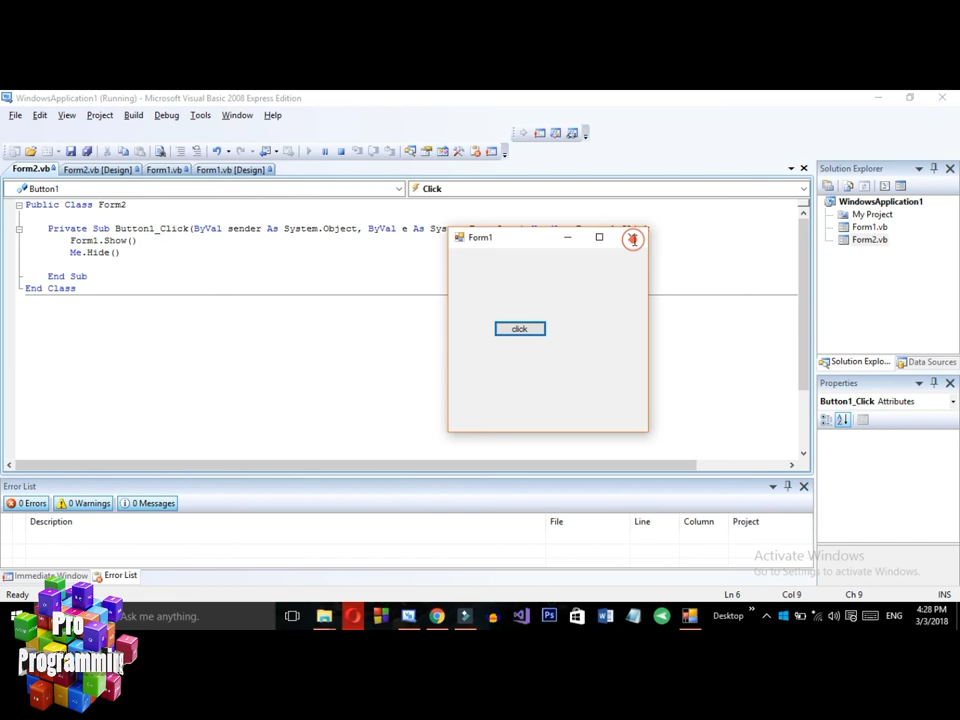 WindowsApplication1 (Running) - Microsoft Visual Basic 2008 Express Edition
File Edit View Project Build Debug Tools Window Help
Form2.vb Form2.vb [Design] Form1.vb Form1.vb [Design]
Button1 Click
Public Class Form2
Private Sub Button1_Click(ByVal sender As System.Object, ByVal e As Sys
Form1.Show()
Me.Hide()
End Sub
End Class
Form1
click
Solution Explorer
WindowsApplication1
My Project
Form1.vb
Form2.vb
Solution Explo... Data Sources
Properties
Button1_Click Attributes
Error List
0 Errors 0 Warnings 0 Messages
Description File Line Column Project
Activate Windows
Go to Settings to activate Windows.
Immediate Window Error List
Ready Ln 6 Col 9 Ch 9 INS
Ask me anything. Desktop ENG 4:28 PM
3/3/2018
Pro
Programming